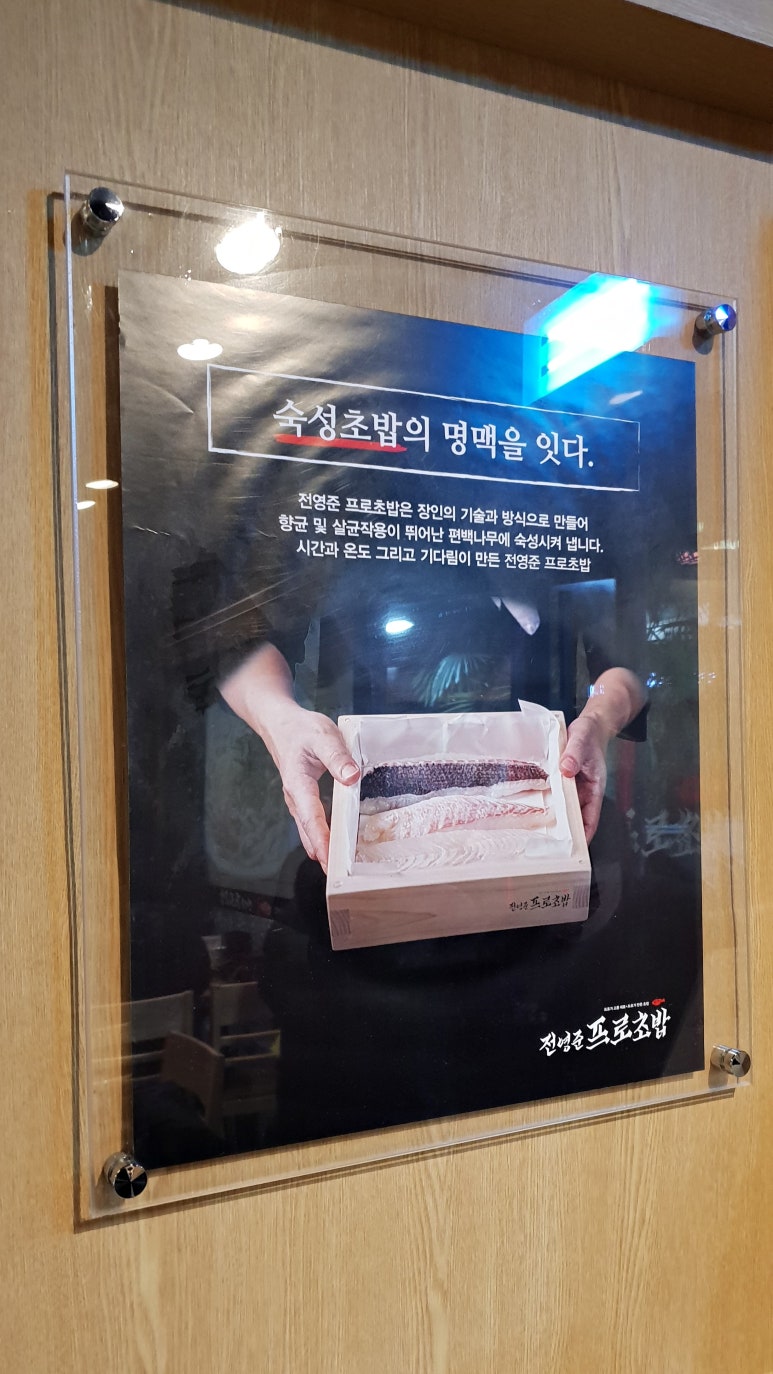 숙성초밥의 명맥을 잇다.
전영준 프로초밥은 장인의 기술과 방식으로 만들어
향균 및 살균작용이 뛰어난 편백나무에 숙성시켜 냅니다.
시간과 온도 그리고 기다림이 만든 전영준 프로초밥
전영준 프로초밥
전영준 프로초밥